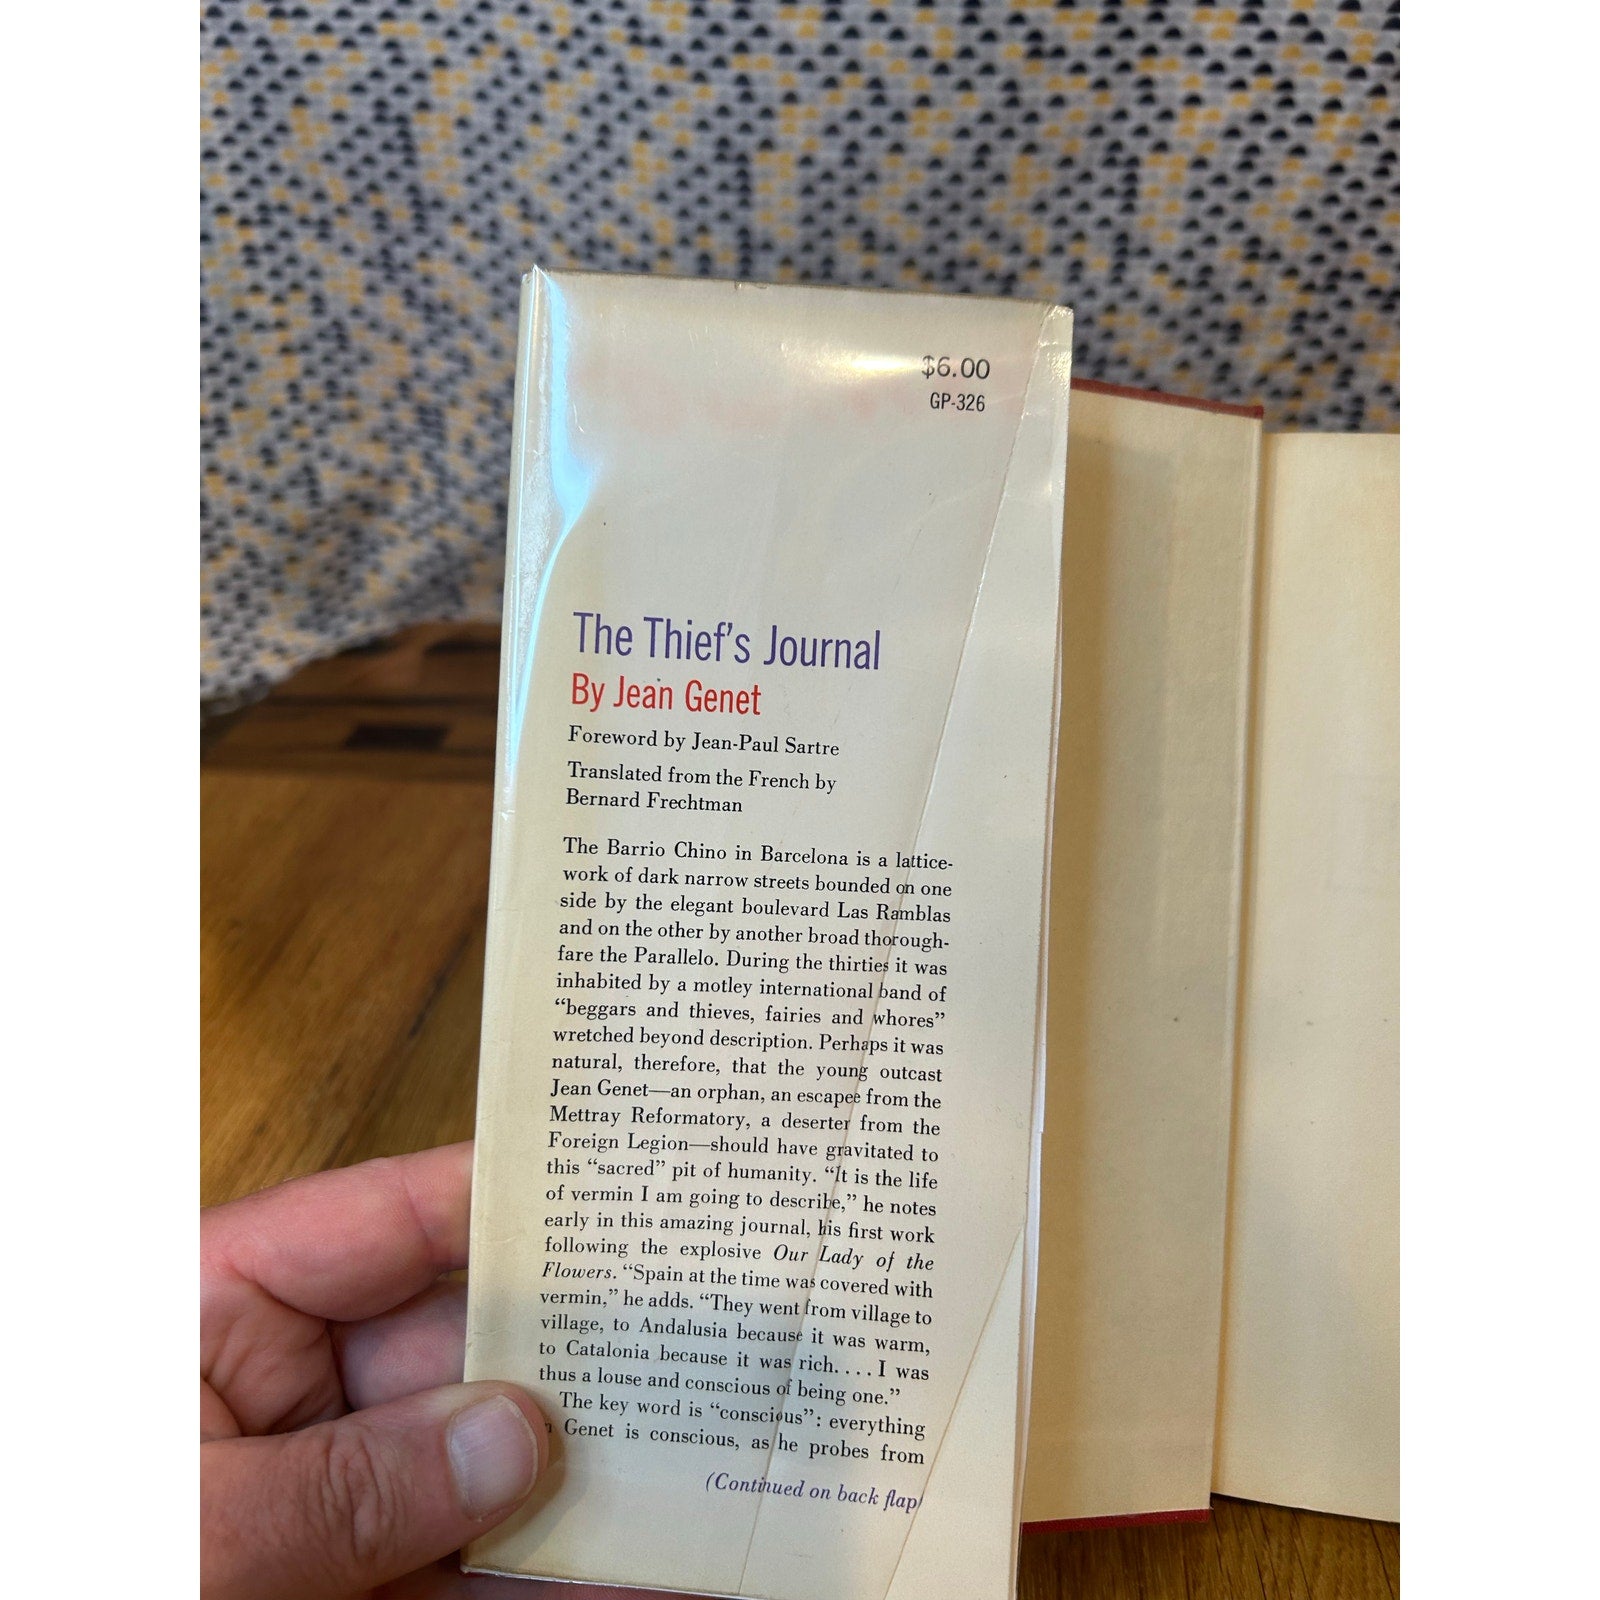 $6.00
GP-326
The Thief's Journal
By Jean Genet
Foreword by Jean-Paul Sartre
Translated from the French by
Bernard Frechtman
The Barrio Chino in Barcelona is a lattice-
work of dark narrow streets bounded on one
side by the elegant boulevard Las Ramblas
and on the other by another broad thorough-
fare the Parallelo. During the thirties it was
inhabited by a motley international band of
“beggars and thieves, fairies and whores”
wretched beyond description. Perhaps it was
natural, therefore, that the young outcast
Jean Genet—an orphan, an escapee from the
Mettray Reformatory, a deserter from the
Foreign Legion—should have gravitated to
this “sacred” pit of humanity. “It is the life
of vermin I am going to describe,” he notes
early in this amazing journal, his first work
following the explosive Our Lady of the
Flowers. “Spain at the time was covered with
vermin,” he adds. “They went from village to
village, to Andalusia because it was warm,
to Catalonia because it was rich. . . . I was
thus a louse and conscious of being one.”
The key word is “conscious”: everything
Genet is conscious, as he probes from
(Continued on back flap)